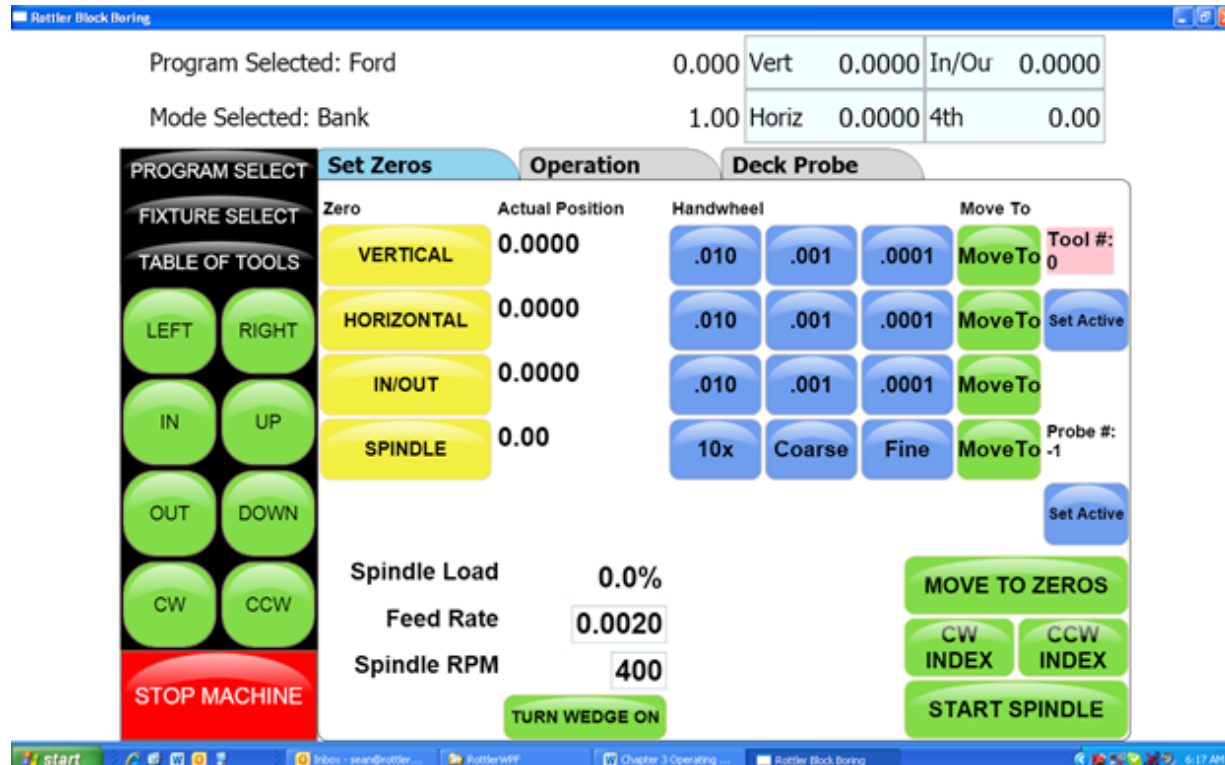 Rottler Block Boring
Program Selected: Ford 0.000 Vert 0.0000 In/Ou 0.0000
Mode Selected: Bank 1.00 Horiz 0.0000 4th 0.00
PROGRAM SELECT Set Zeros Operation Deck Probe
FIXTURE SELECT Zero Actual Position Handwheel Move To
TABLE OF TOOLS VERTICAL 0.0000 .010 .001 .0001 MoveTo Tool #: 0
LEFT RIGHT HORIZONTAL 0.0000 .010 .001 .0001 MoveTo Set Active
IN/OUT 0.0000 .010 .001 .0001 MoveTo
IN UP SPINDLE 0.00 10x Coarse Fine MoveTo Probe #: -1
OUT DOWN Set Active
Spindle Load 0.0% MOVE TO ZEROS
CW CCW Feed Rate 0.0020 CW INDEX CCW INDEX
Spindle RPM 400
STOP MACHINE TURN WEDGE ON START SPINDLE
start Inbox - sean@rottler... RottlerWPF Chapter 3 Operating ... Rottler Block Boring 6:17 AM